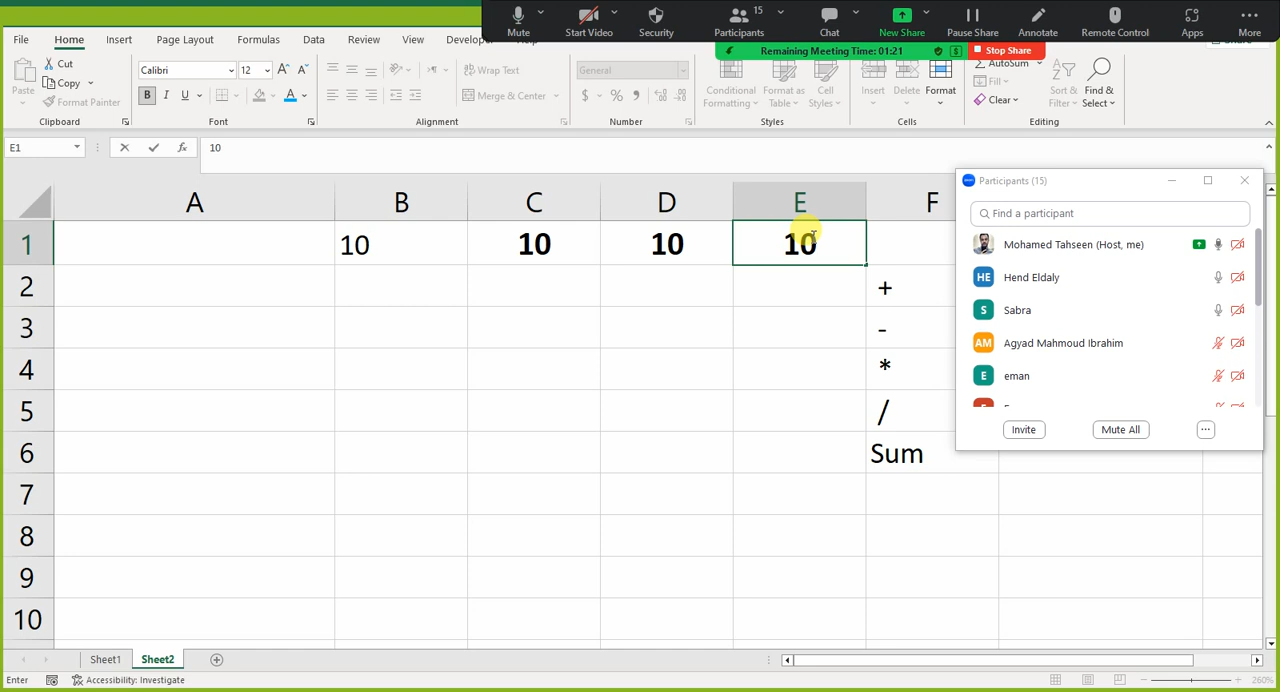 Mute
Start Video
Security
15
Participants
Chat
New Share
Pause Share
Annotate
Remote Control
Apps
More
Remaining Meeting Time: 01:21
$
Stop Share
File
Home
Insert
Page Layout
Formulas
Data
Review
View
Cut
Copy
Format Painter
Paste
Clipboard
Calibri
12
B I U
Font
Wrap Text
Merge & Center
Alignment
General
$ %
Number
Conditional
Formatting
Format as
Table
Cell
Styles
Styles
Insert
Delete
Format
Cells
AutoSum
Fill
Clear
Sort &
Filter
Find &
Select
Editing
E1
fx
10
A B C D E F
1 10 10 10 10
2 +
3 -
4 *
5 /
6 Sum
7
8
9
10
Participants (15)
Find a participant
Mohamed Tahseen (Host, me)
HE Hend Eldaly
S Sabra
AM Agyad Mahmoud Ibrahim
E eman
Invite
Mute All
...
Sheet1
Sheet2
Enter
Accessibility: Investigate
260%